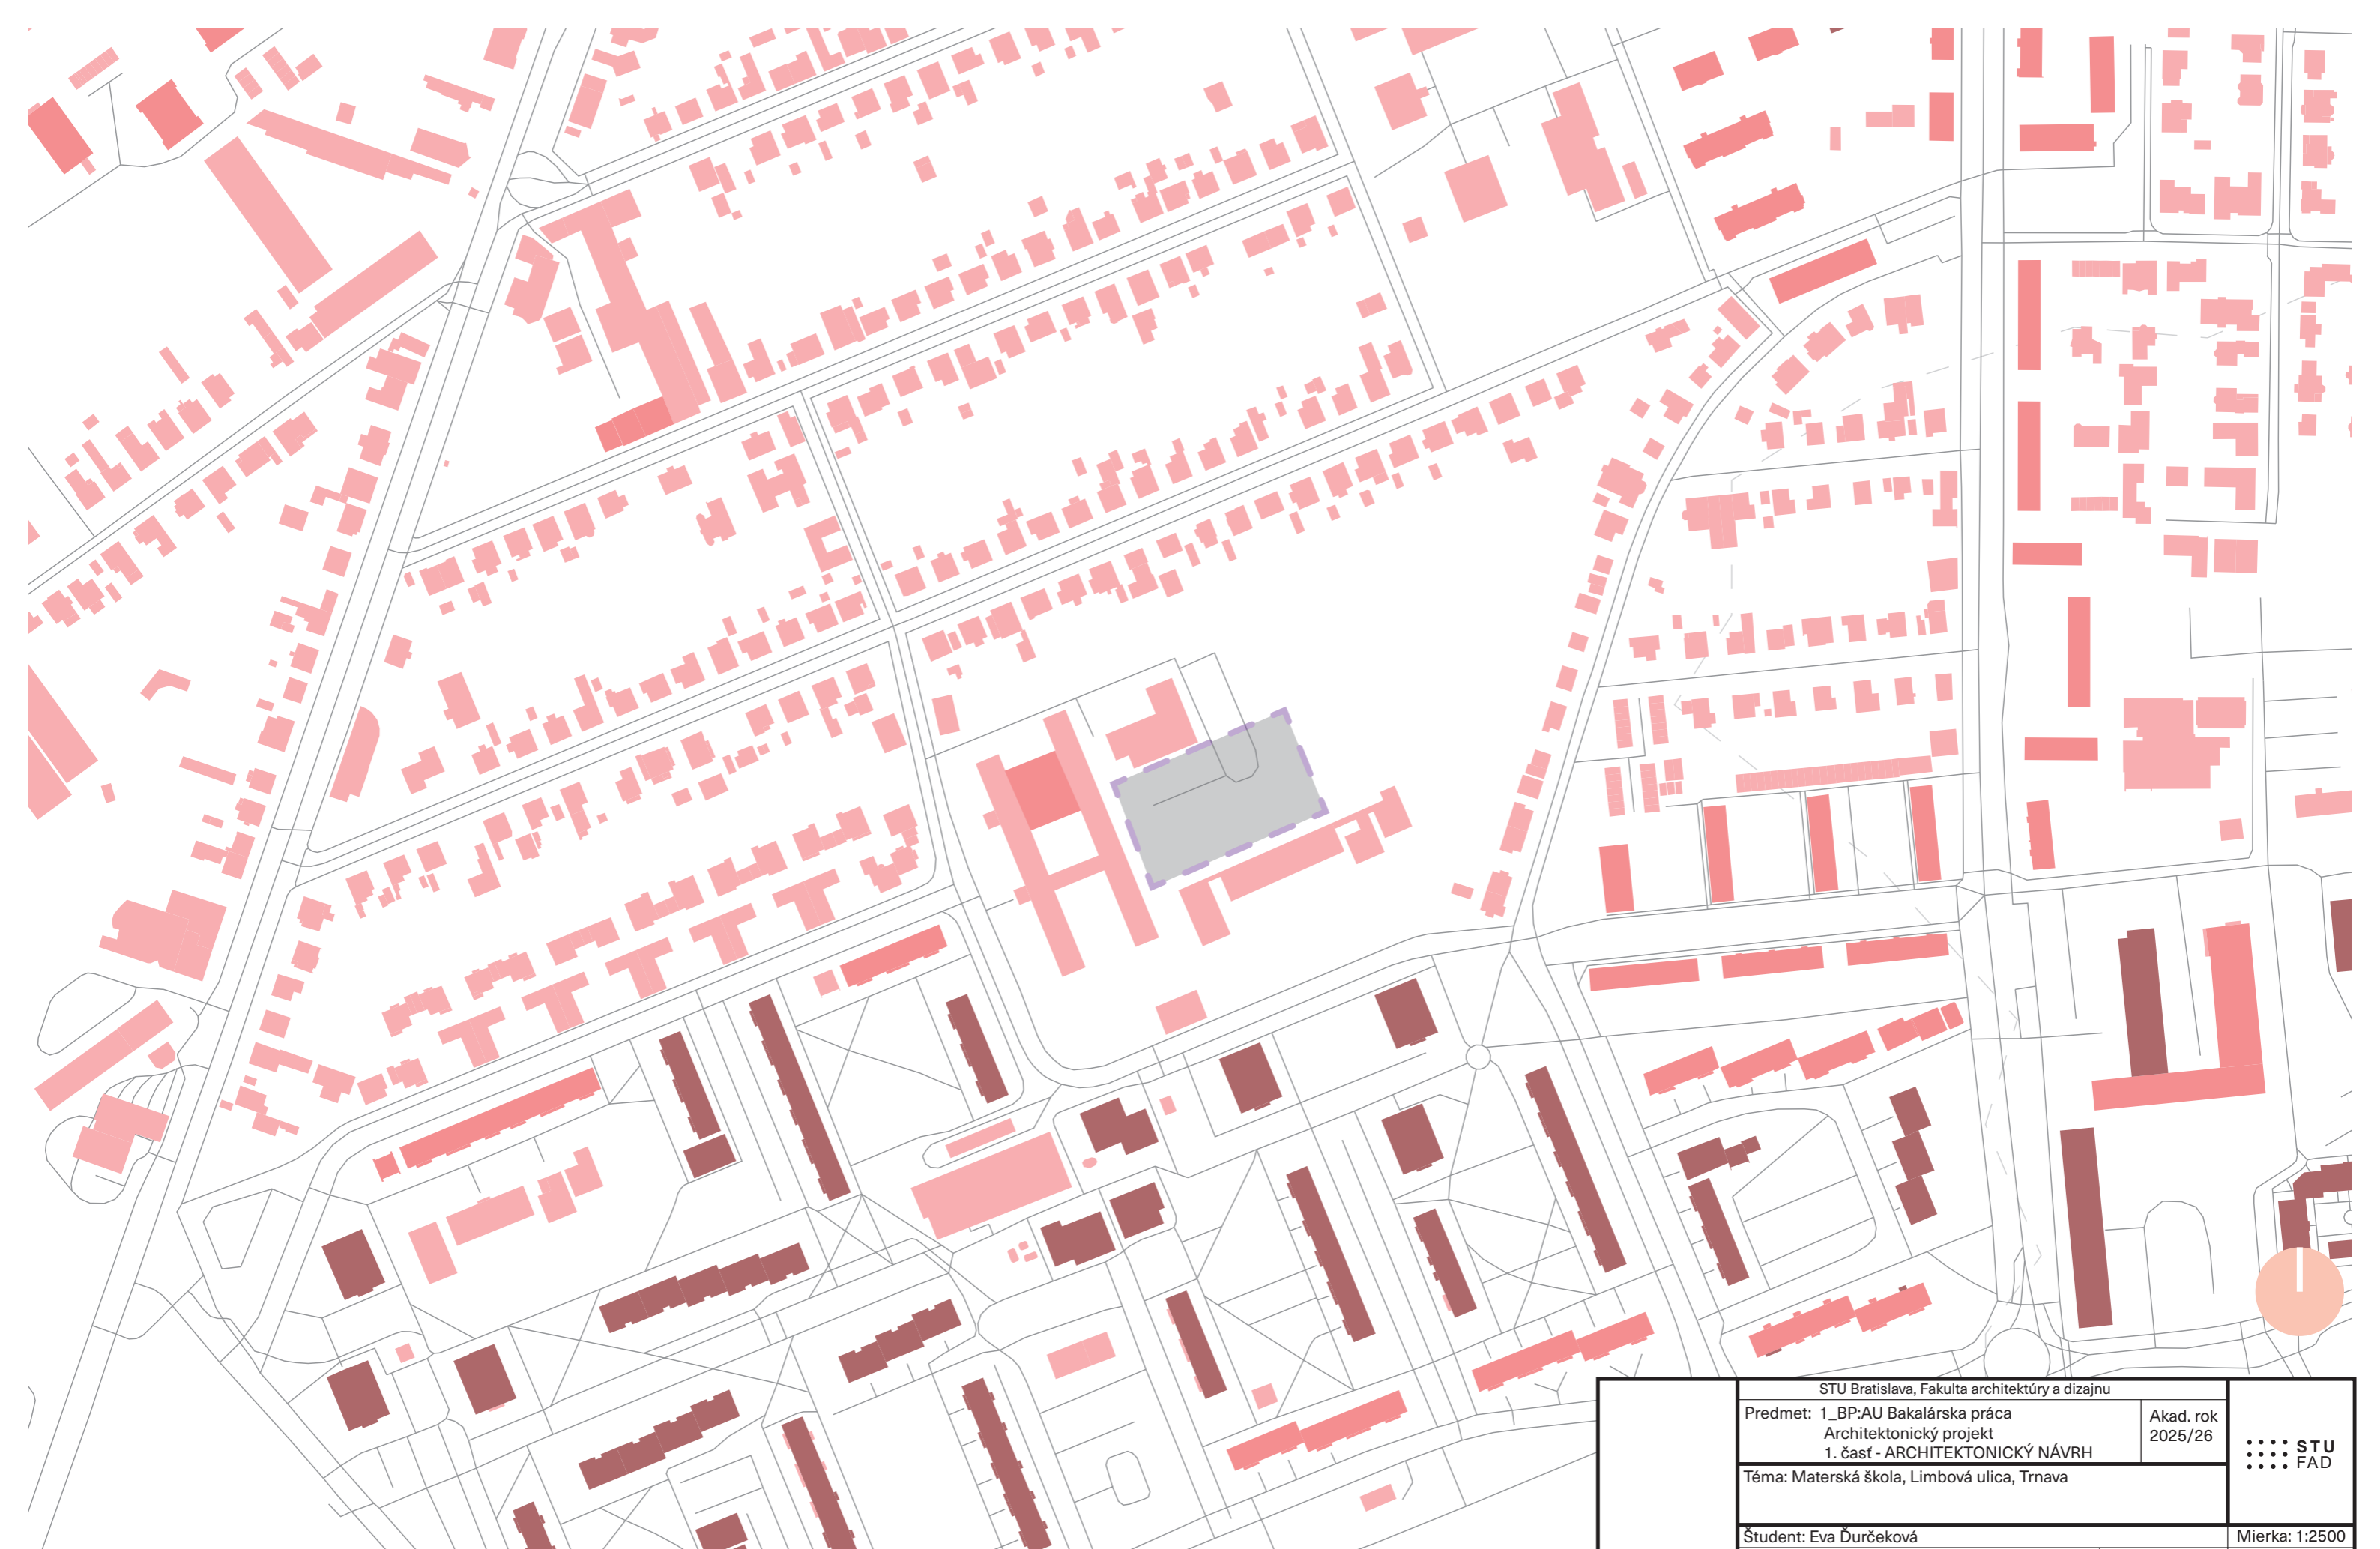 STU Bratislava, Fakulta architektúry a dizajnu
Predmet: 1_BP:AU Bakalárska práca
Architektonický projekt
1. časť - ARCHITEKTONICKÝ NÁVRH
Akad. rok
2025/26
STU
FAD
Téma: Materská škola, Limbová ulica, Trnava
Študent: Eva Ďurčeková
Mierka: 1:2500